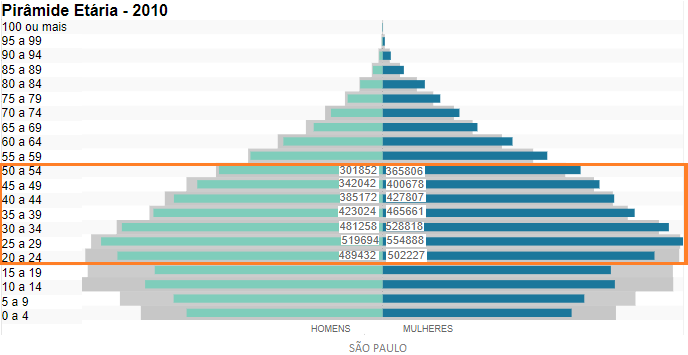 Pirâmide Etária - 2010
100 ou mais
95 a 99
90 a 94
85 a 89
80 a 84
75 a 79
70 a 74
65 a 69
60 a 64
55 a 59
50 a 54 301852 365806
45 a 49 342042 400678
40 a 44 385172 427807
35 a 39 423024 465661
30 a 34 481258 528818
25 a 29 519694 554888
20 a 24 489432 502227
15 a 19
10 a 14
5 a 9
0 a 4
HOMENS MULHERES
SÃO PAULO